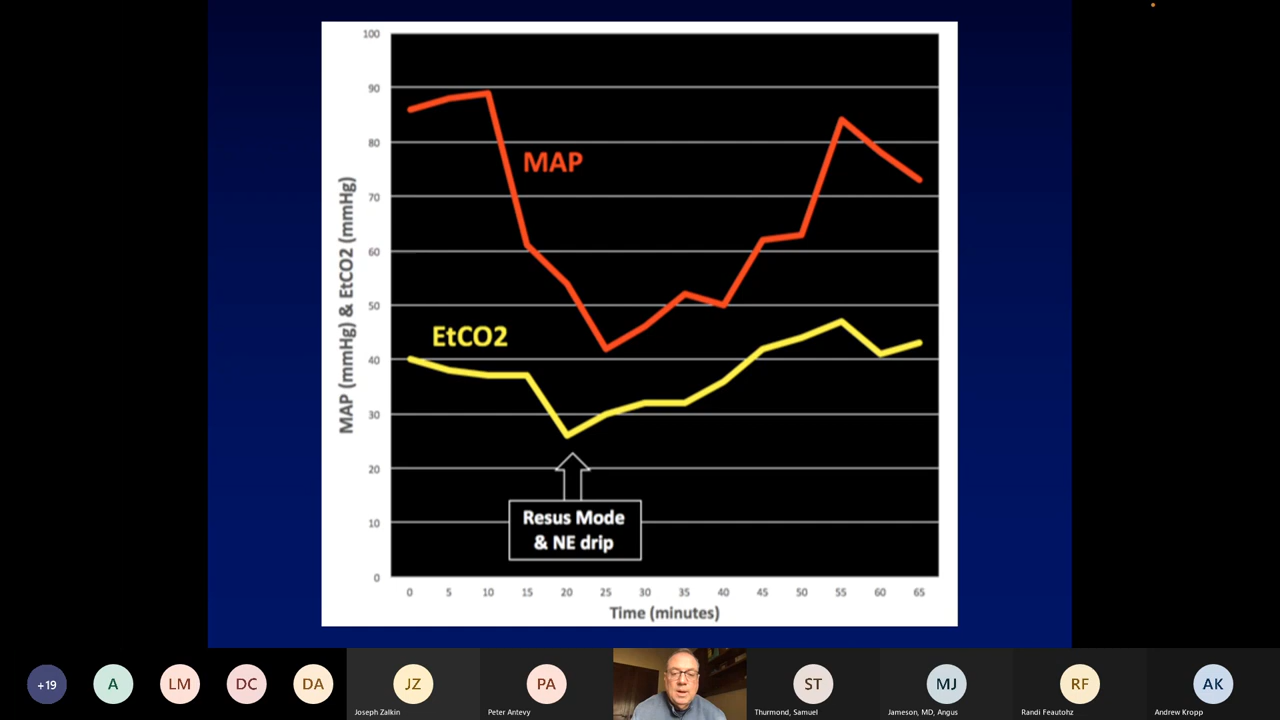 100
90
80
70
60
50
40
30
20
10
0
MAP (mmHg) & EtCO2 (mmHg)
MAP
EtCO2
Resus Mode
& NE drip
0 5 10 15 20 25 30 35 40 45 50 55 60 65
Time (minutes)
+19 A LM DC DA JZ PA ST MJ RF AK
Joseph Zalkin Peter Antevy Thurmond, Samuel Jameson, MD, Angus Randi Feautohz Andrew Kropp